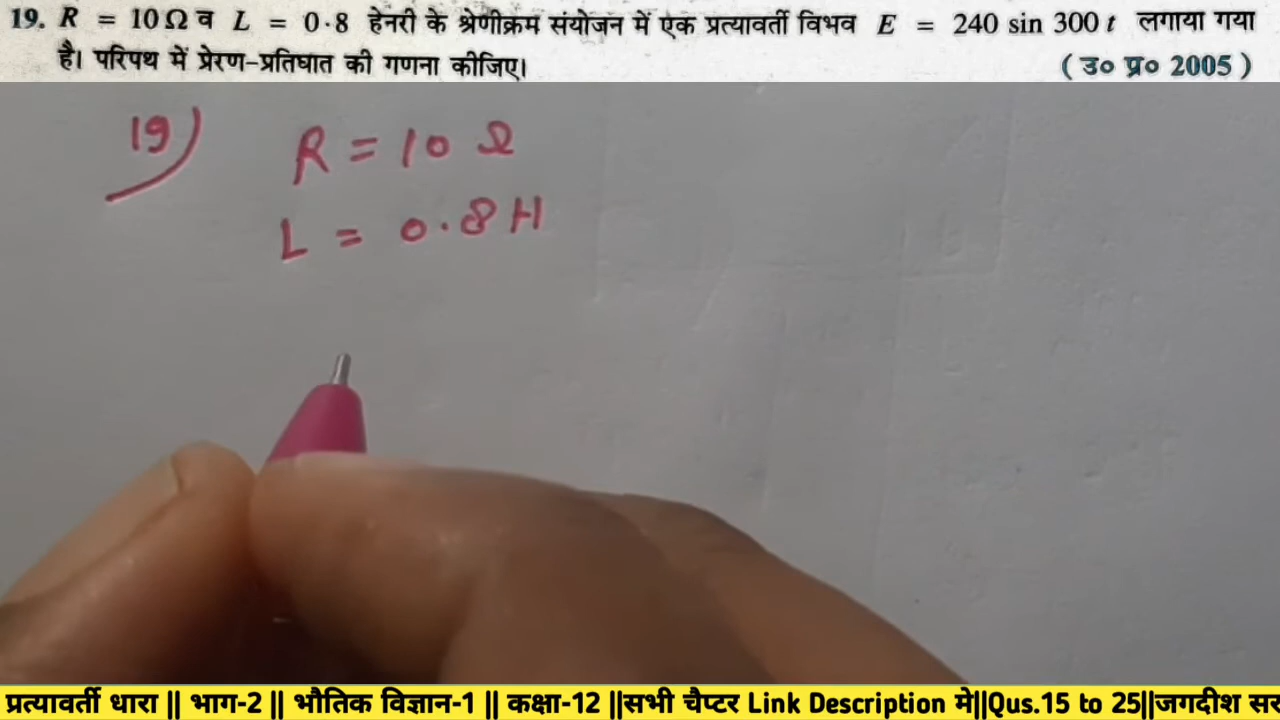 19. R = 10 Ω व L = 0·8 हेनरी के श्रेणीक्रम संयोजन में एक प्रत्यावर्ती विभव E = 240 sin 300 t लगाया गया
है। परिपथ में प्रेरण-प्रतिघात की गणना कीजिए। ( उ० प्र० 2005 )
19)
R = 10 Ω
L = 0.8 H
प्रत्यावर्ती धारा || भाग-2 || भौतिक विज्ञान-1 || कक्षा-12 ||सभी चैप्टर Link Description मे||Qus.15 to 25||जगदीश